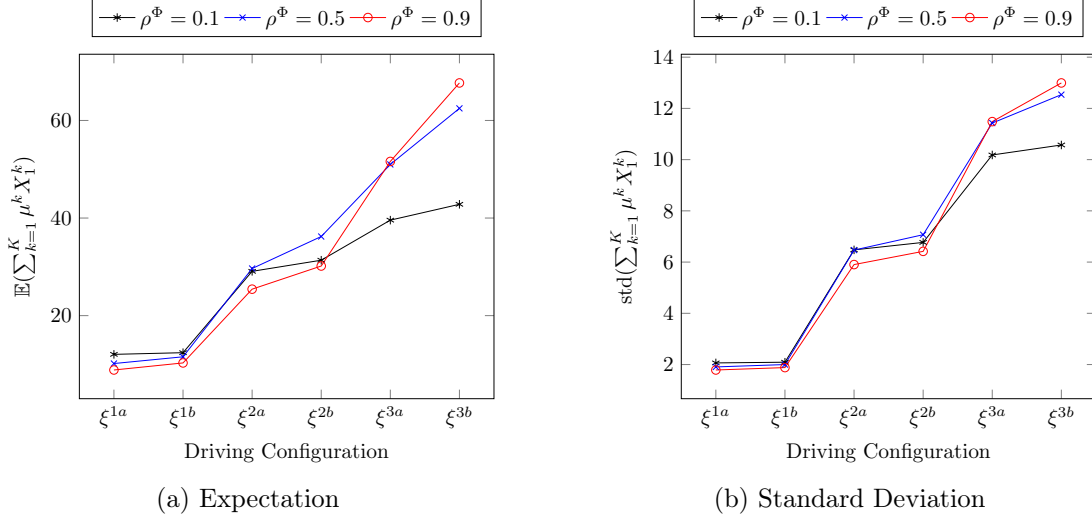 ρ^Φ = 0.1 ρ^Φ = 0.5 ρ^Φ = 0.9
60
40
20
𝔼(∑_{k=1}^{K} μ^k X_1^k)
ξ^{1a} ξ^{1b} ξ^{2a} ξ^{2b} ξ^{3a} ξ^{3b}
Driving Configuration
(a) Expectation
ρ^Φ = 0.1 ρ^Φ = 0.5 ρ^Φ = 0.9
14
12
10
8
6
4
2
std(∑_{k=1}^{K} μ^k X_1^k)
ξ^{1a} ξ^{1b} ξ^{2a} ξ^{2b} ξ^{3a} ξ^{3b}
Driving Configuration
(b) Standard Deviation